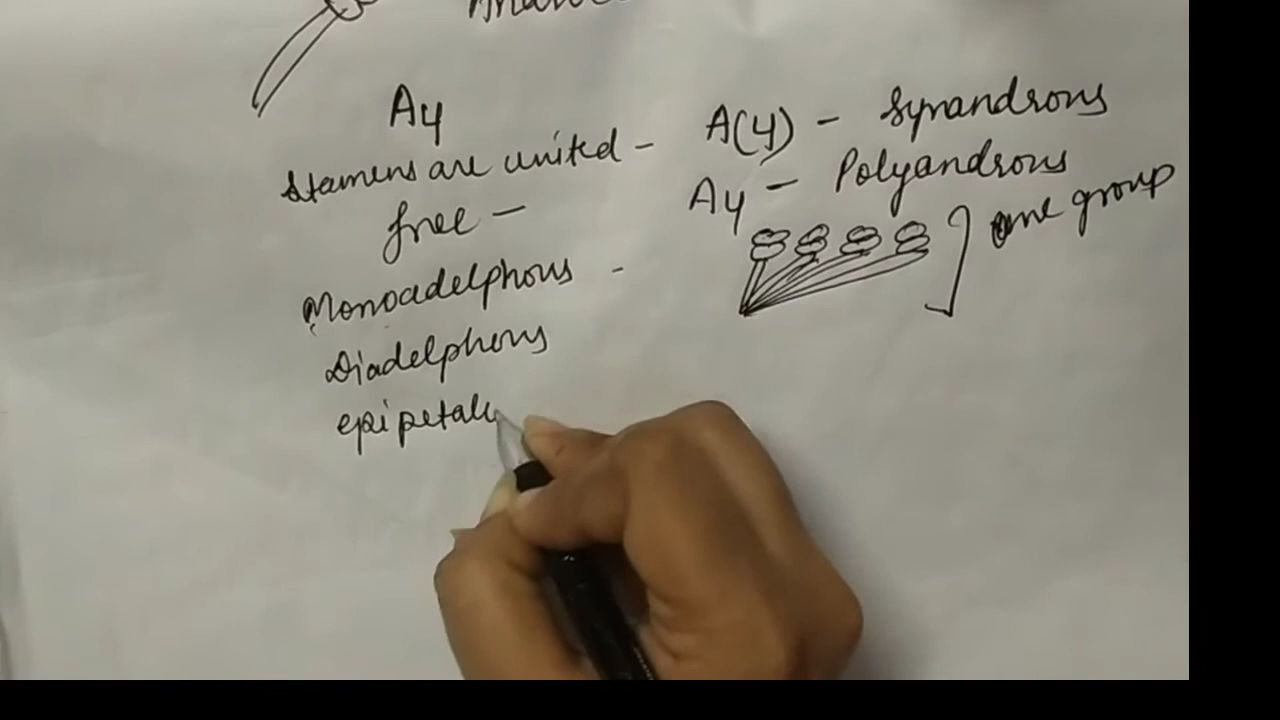 A4
Stamens are united - A(4) - Synandrous
free - A4 - Polyandrous
Monoadelphous - one group
Diadelphous
epipetal